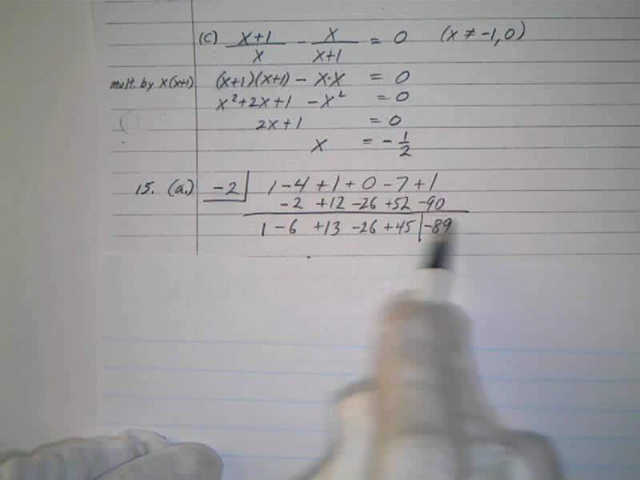 (c) x+1/x - x/x+1 = 0 (x ≠ -1,0)
mult. by x(x+1) (x+1)(x+1) - x·x = 0
x²+2x+1 - x² = 0
2x+1 = 0
x = -1/2
15. (a.) -2 | 1 -4 +1 +0 -7 +1
-2 +12 -26 +52 -90
1 -6 +13 -26 +45 | -89